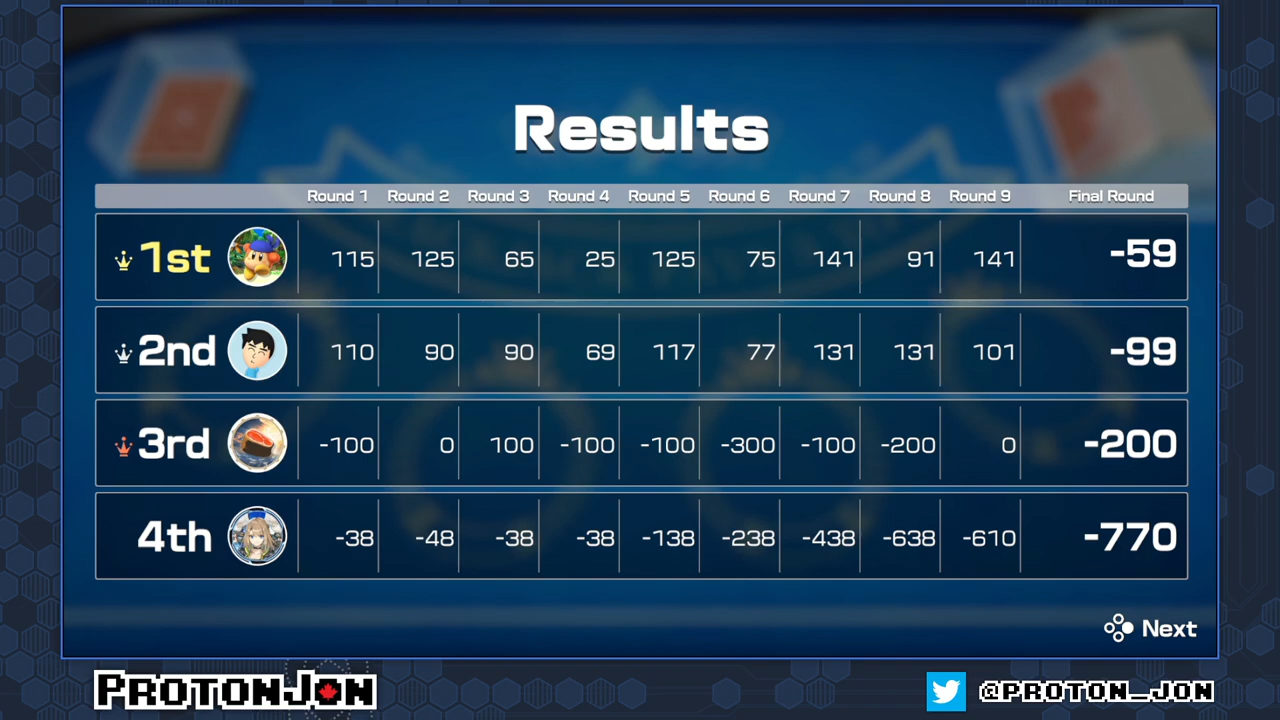 Results
Round 1 Round 2 Round 3 Round 4 Round 5 Round 6 Round 7 Round 8 Round 9 Final Round
1st 115 125 65 25 125 75 141 91 141 -59
2nd 110 90 90 69 117 77 131 131 101 -99
3rd -100 0 100 -100 -100 -300 -100 -200 0 -200
4th -38 -48 -38 -38 -138 -238 -438 -638 -610 -770
Next
PROTONJON @PROTON_JON